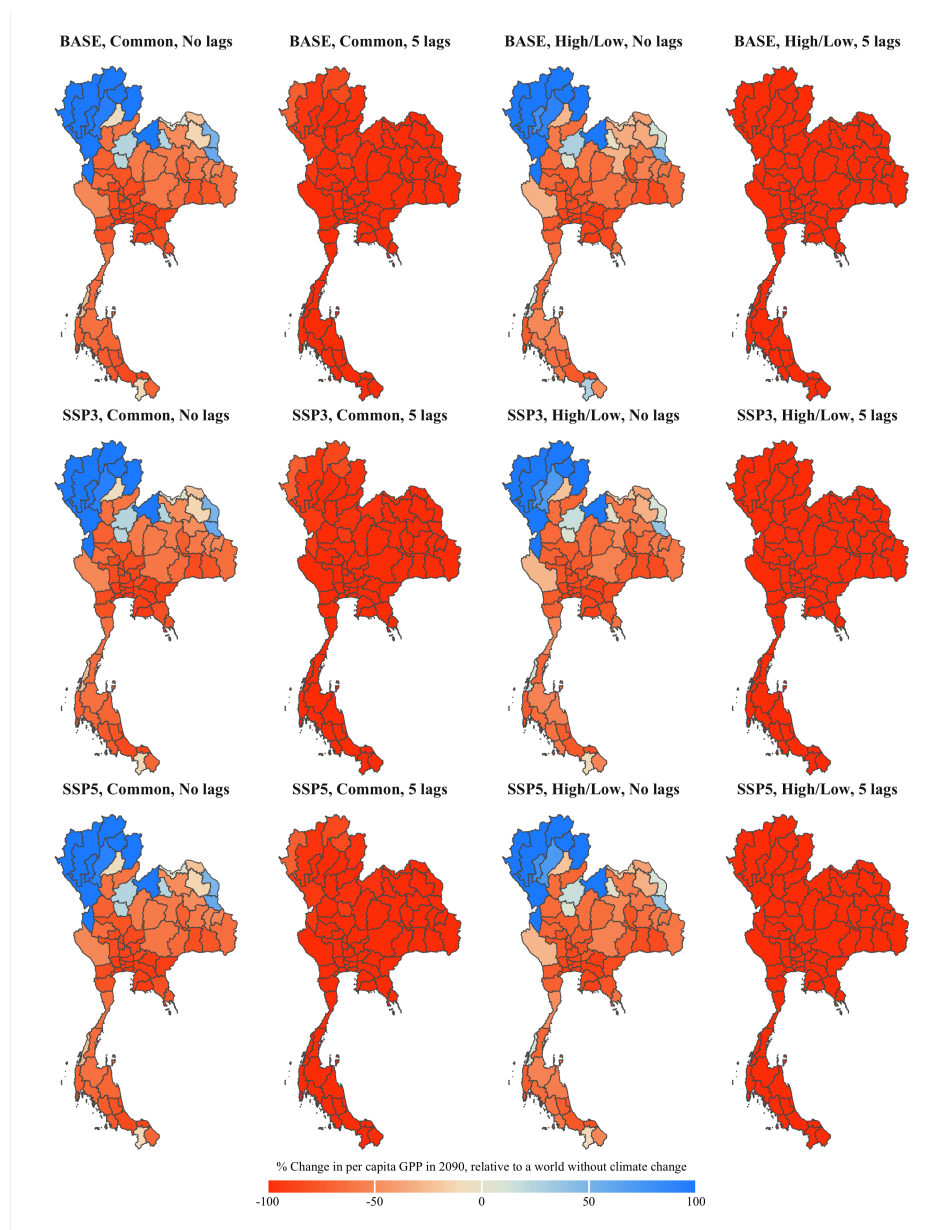 BASE, Common, No lags
BASE, Common, 5 lags
BASE, High/Low, No lags
BASE, High/Low, 5 lags
SSP3, Common, No lags
SSP3, Common, 5 lags
SSP3, High/Low, No lags
SSP3, High/Low, 5 lags
SSP5, Common, No lags
SSP5, Common, 5 lags
SSP5, High/Low, No lags
SSP5, High/Low, 5 lags
% Change in per capita GPP in 2090, relative to a world without climate change
-100 -50 0 50 100